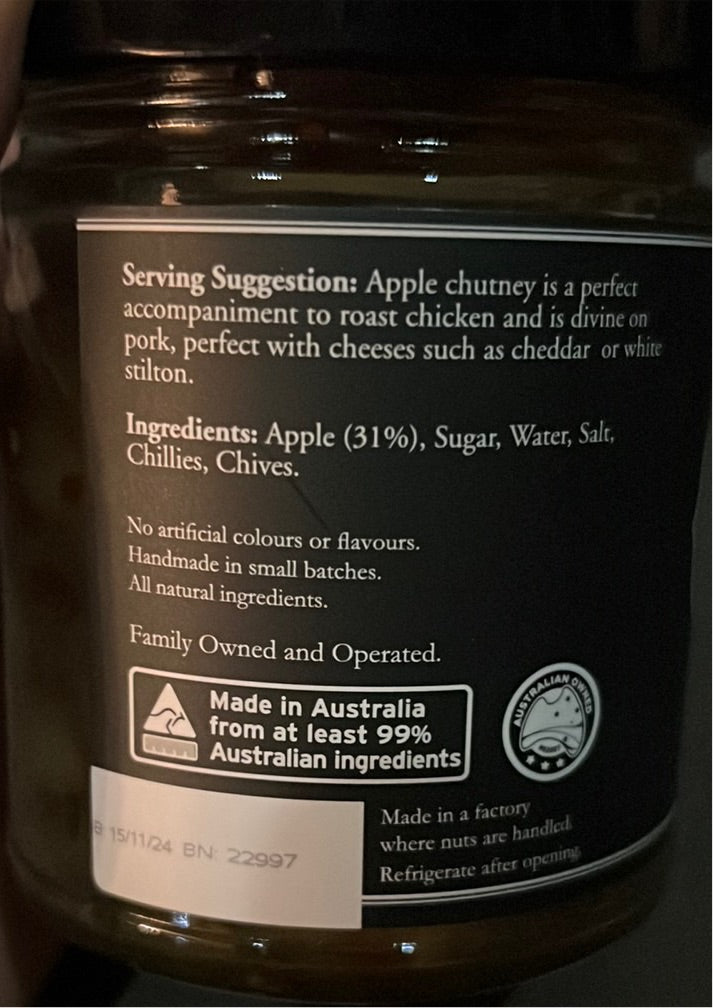 Serving Suggestion: Apple chutney is a perfect
accompaniment to roast chicken and is divine on
pork, perfect with cheeses such as cheddar or white
stilton.
Ingredients: Apple (31%), Sugar, Water, Salt,
Chillies, Chives.
No artificial colours or flavours.
Handmade in small batches.
All natural ingredients.
Family Owned and Operated.
Made in Australia
from at least 99%
Australian ingredients
AUSTRALIAN OWNED
B: 15/11/24 BN: 22997
Made in a factory
where nuts are handled.
Refrigerate after opening.